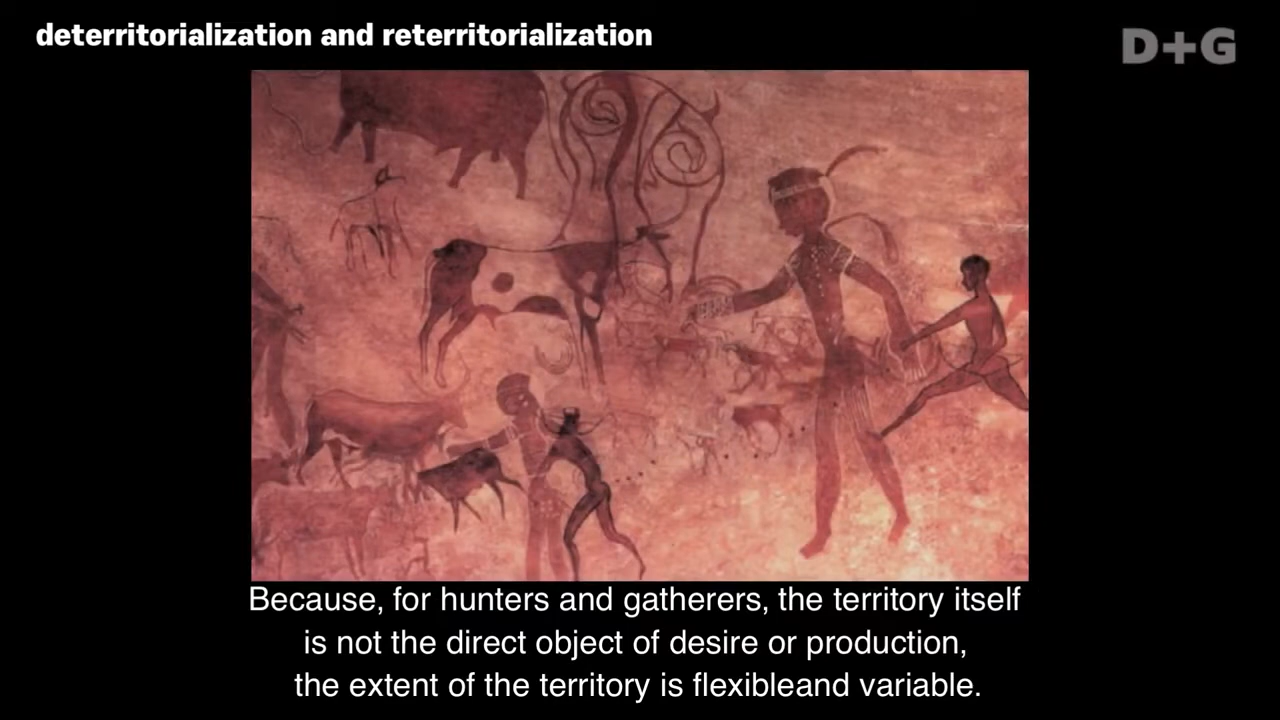 deterritorialization and reterritorialization
D+G
Because, for hunters and gatherers, the territory itself
is not the direct object of desire or production,
the extent of the territory is flexibleand variable.